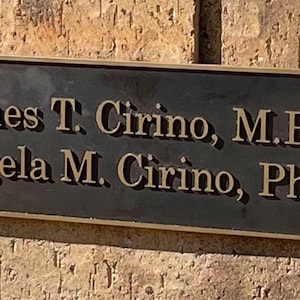 es T. Cirino, M.
ela M. Cirino, Ph